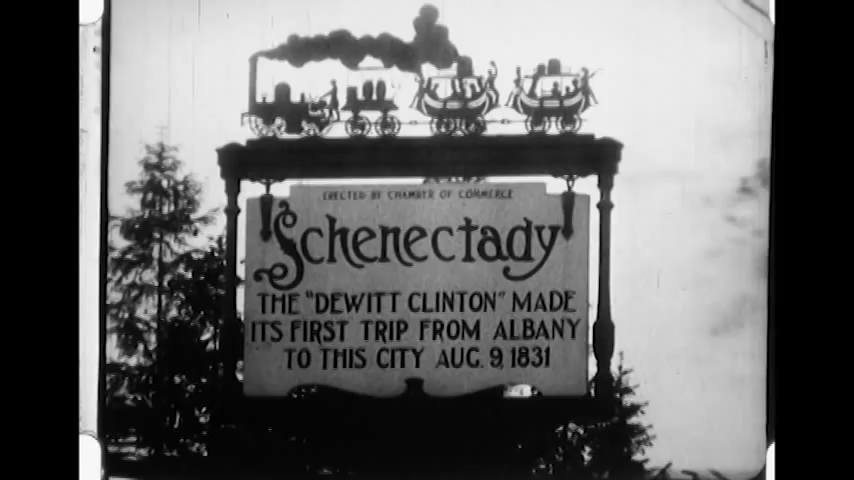 ERECTED BY CHAMBER OF COMMERCE
Schenectady
THE "DEWITT CLINTON" MADE
ITS FIRST TRIP FROM ALBANY
TO THIS CITY AUG. 9, 1831